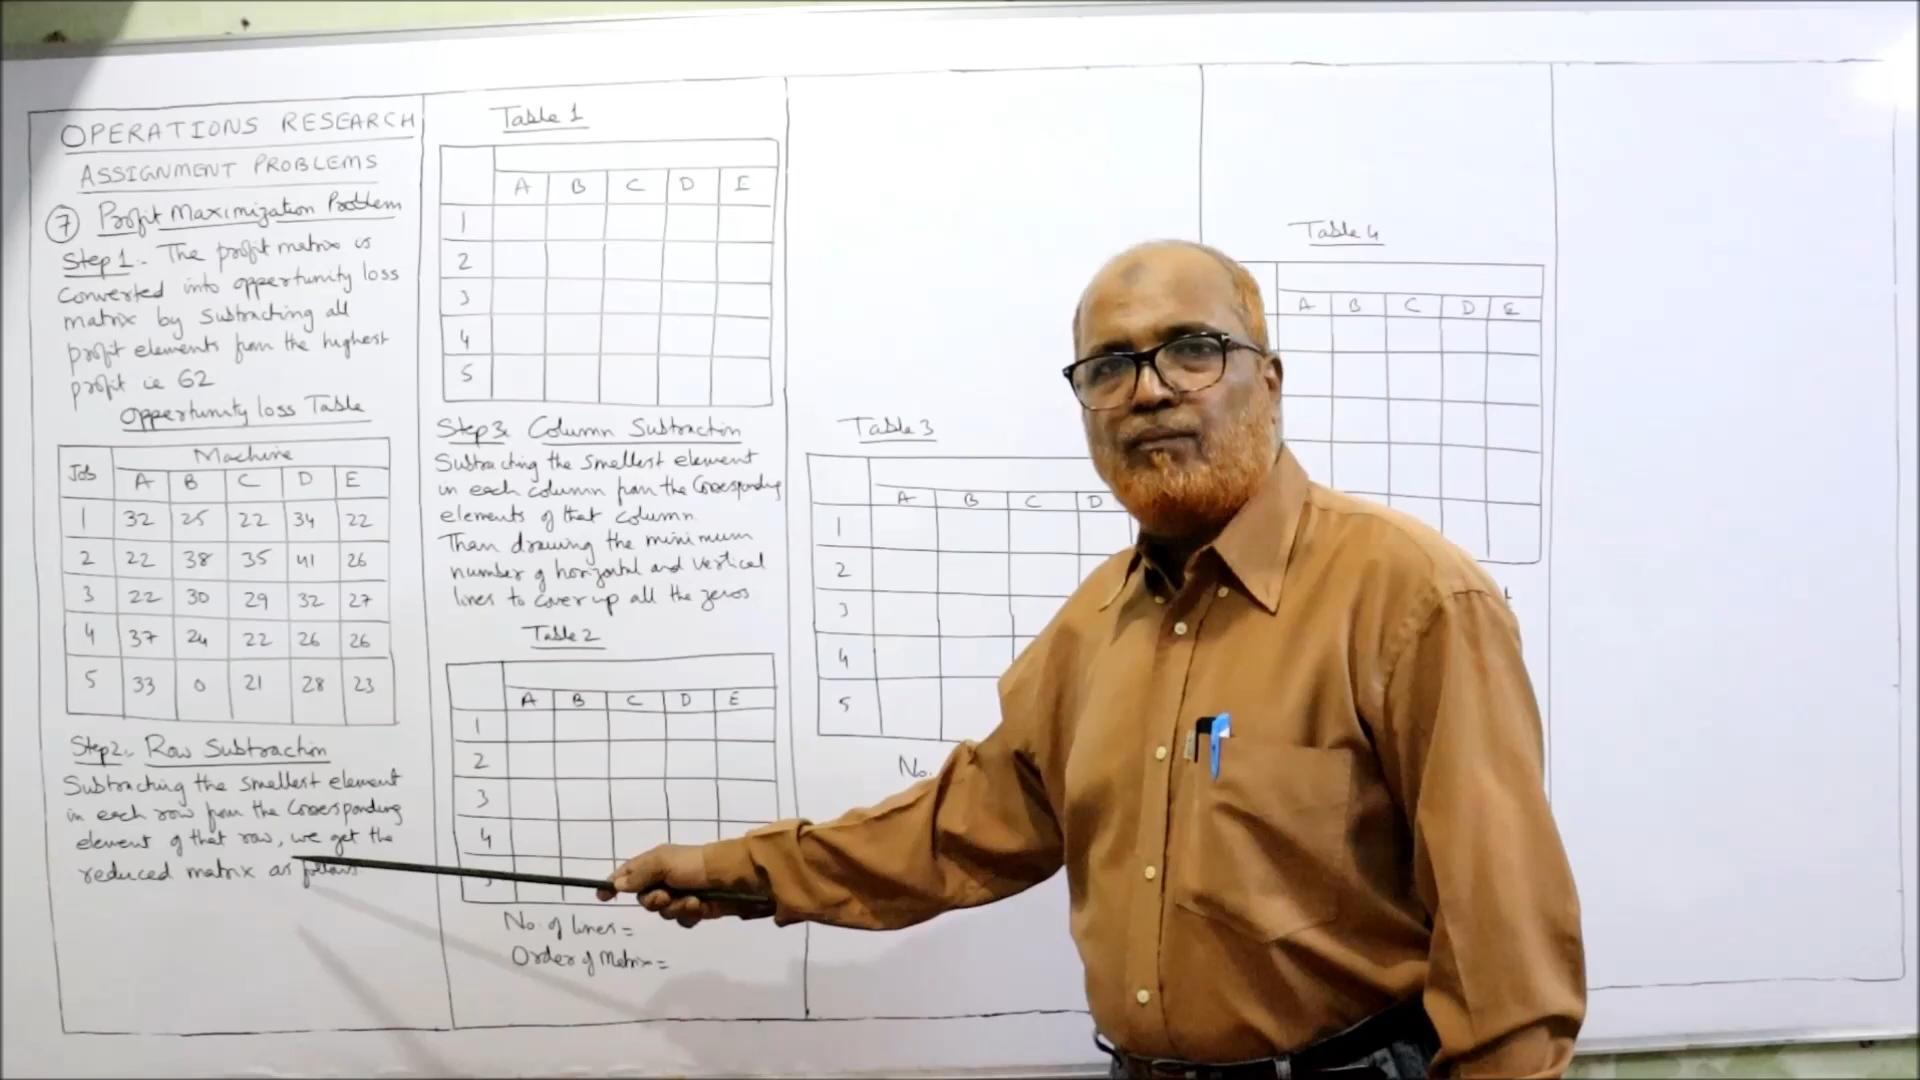 OPERATIONS RESEARCH
ASSIGNMENT PROBLEMS
7 Profit Maximization Problem
Step 1:- The profit matrix is
converted into oppertunity loss
matrix by subtracting all
profit elements from the highest
profit ie 62
Oppertunity loss Table
Job Machine
A B C D E
1 32 25 22 34 22
2 22 38 35 41 26
3 22 30 29 32 27
4 37 24 22 26 26
5 33 0 21 28 23
Step 2:- Row Subtraction
Subtracting the smallest element
in each row from the corresponding
element of that row, we get the
reduced matrix as follows
Table 1
A B C D E
1
2
3
4
5
Step 3: Column Subtraction
Subtracting the smallest element
in each column from the corresponding
elements of that column.
Than drawing the minimum
number of horizontal and vertical
lines to cover up all the zeros
Table 2
A B C D E
1
2
3
4
No. of lines =
Order of Matrix =
Table 3
A B C D
1
2
3
4
5
No.
Table 4
A B C D E